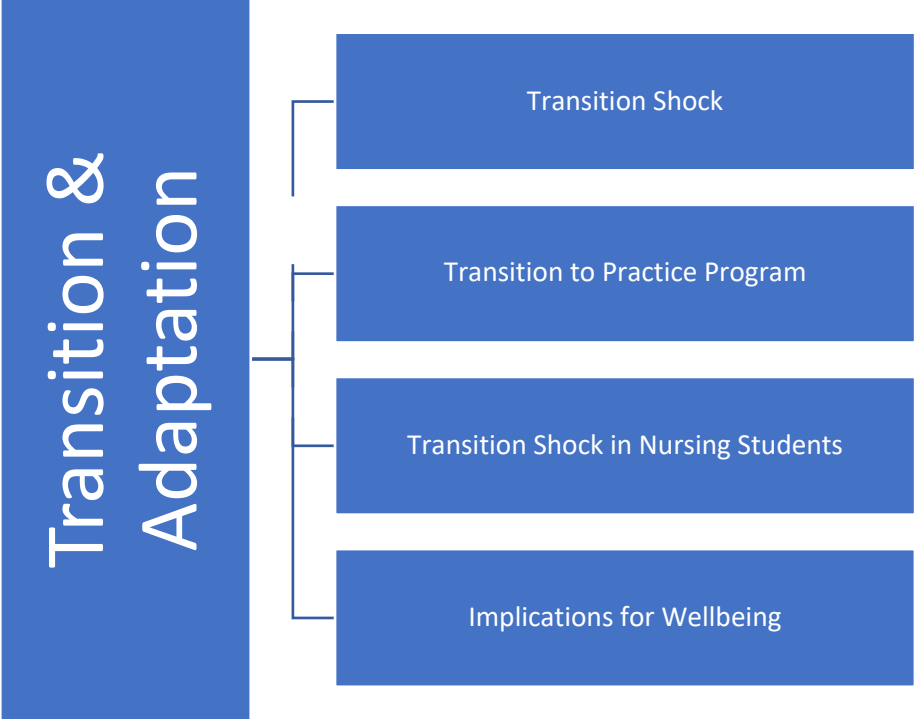 Transition &
Adaptation
Transition Shock
Transition to Practice Program
Transition Shock in Nursing Students
Implications for Wellbeing